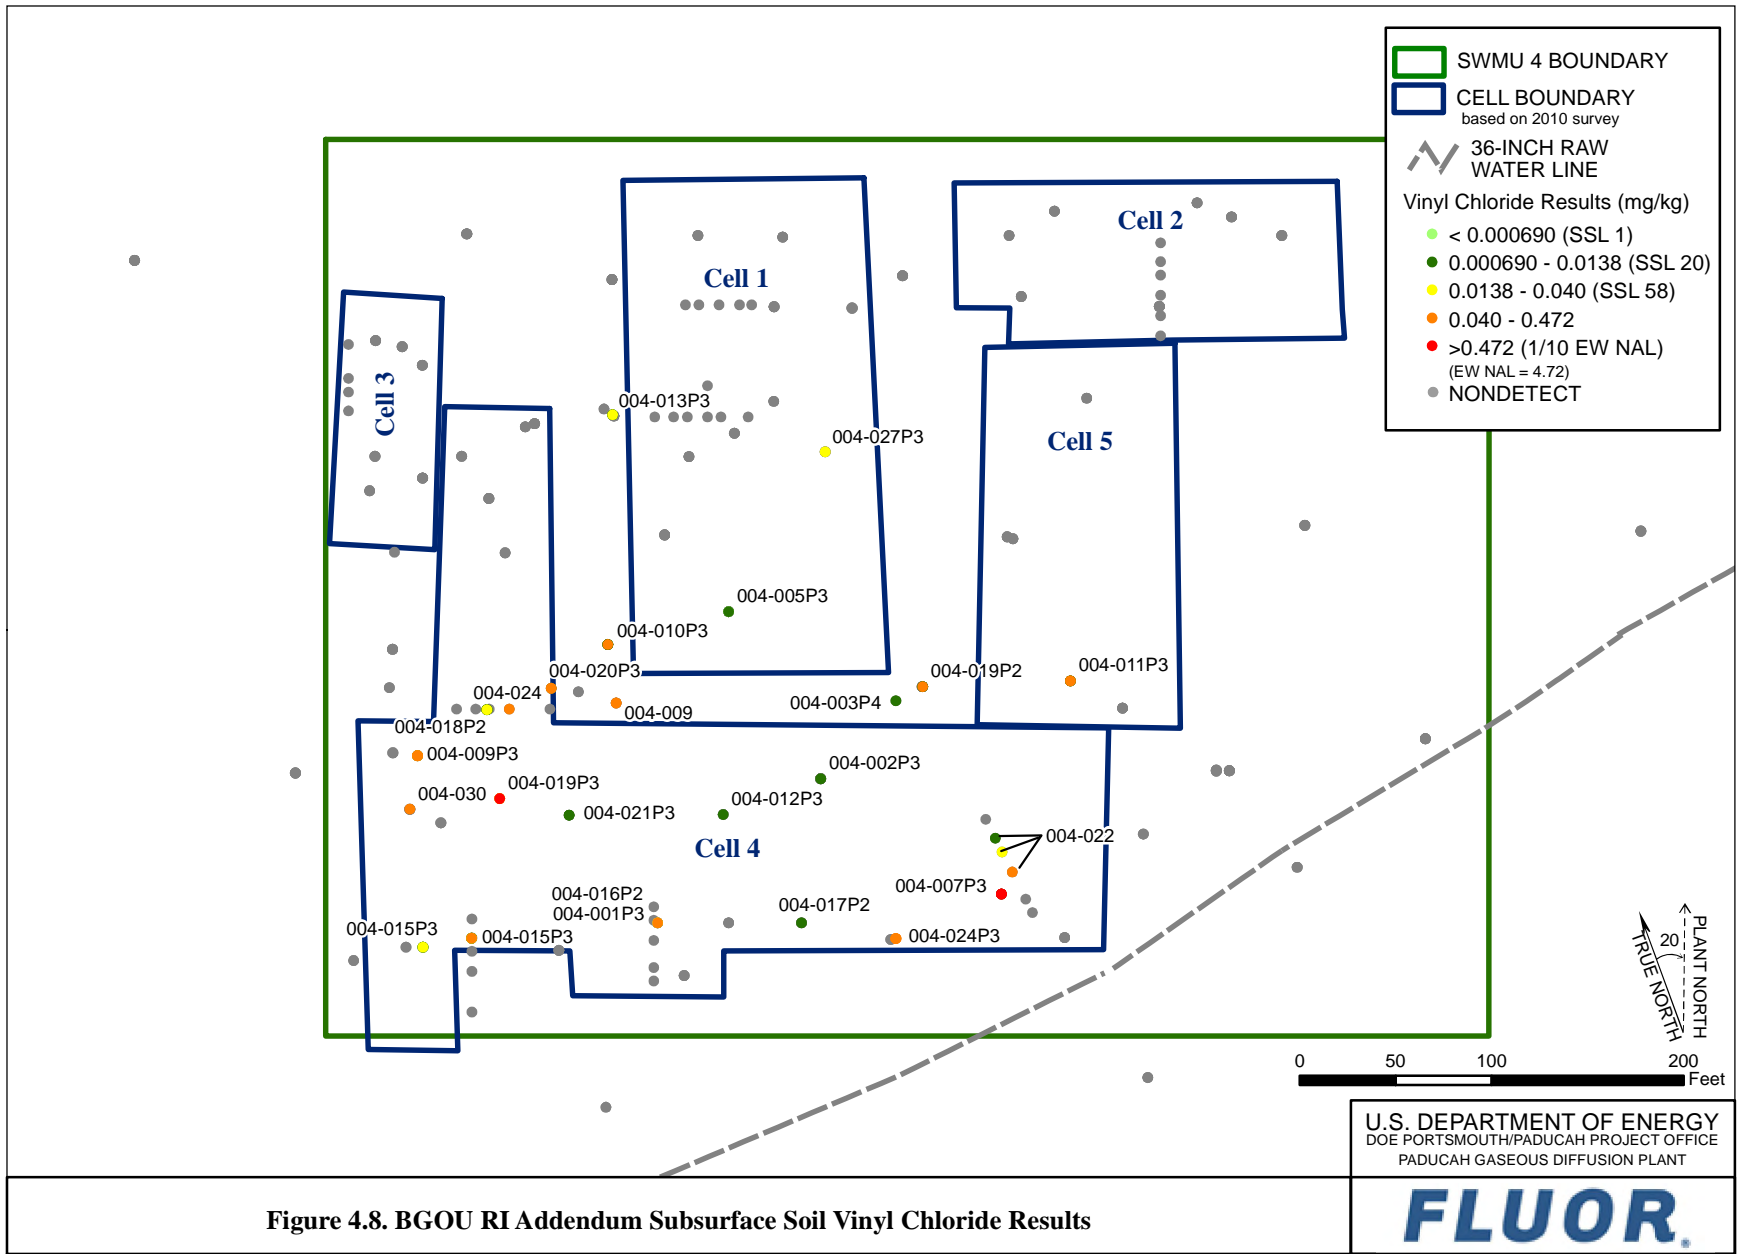 SWMU 4 BOUNDARY
CELL BOUNDARY
based on 2010 survey
36-INCH RAW
WATER LINE
Vinyl Chloride Results (mg/kg)
< 0.000690 (SSL 1)
0.000690 - 0.0138 (SSL 20)
0.0138 - 0.040 (SSL 58)
0.040 - 0.472
>0.472 (1/10 EW NAL)
(EW NAL = 4.72)
NONDETECT
Cell 2
Cell 1
Cell 3
004-013P3
004-027P3
Cell 5
004-005P3
004-010P3
004-020P3
004-019P2
004-011P3
004-024
004-003P4
004-009
004-018P2
004-009P3
004-002P3
004-019P3
004-030
004-012P3
004-021P3
004-022
Cell 4
004-007P3
004-016P2
004-001P3
004-017P2
004-015P3
004-015P3
004-024P3
20
TRUE NORTH
PLANT NORTH
0 50 100 200
Feet
U.S. DEPARTMENT OF ENERGY
DOE PORTSMOUTH/PADUCAH PROJECT OFFICE
PADUCAH GASEOUS DIFFUSION PLANT
Figure 4.8. BGOU RI Addendum Subsurface Soil Vinyl Chloride Results
FLUOR®